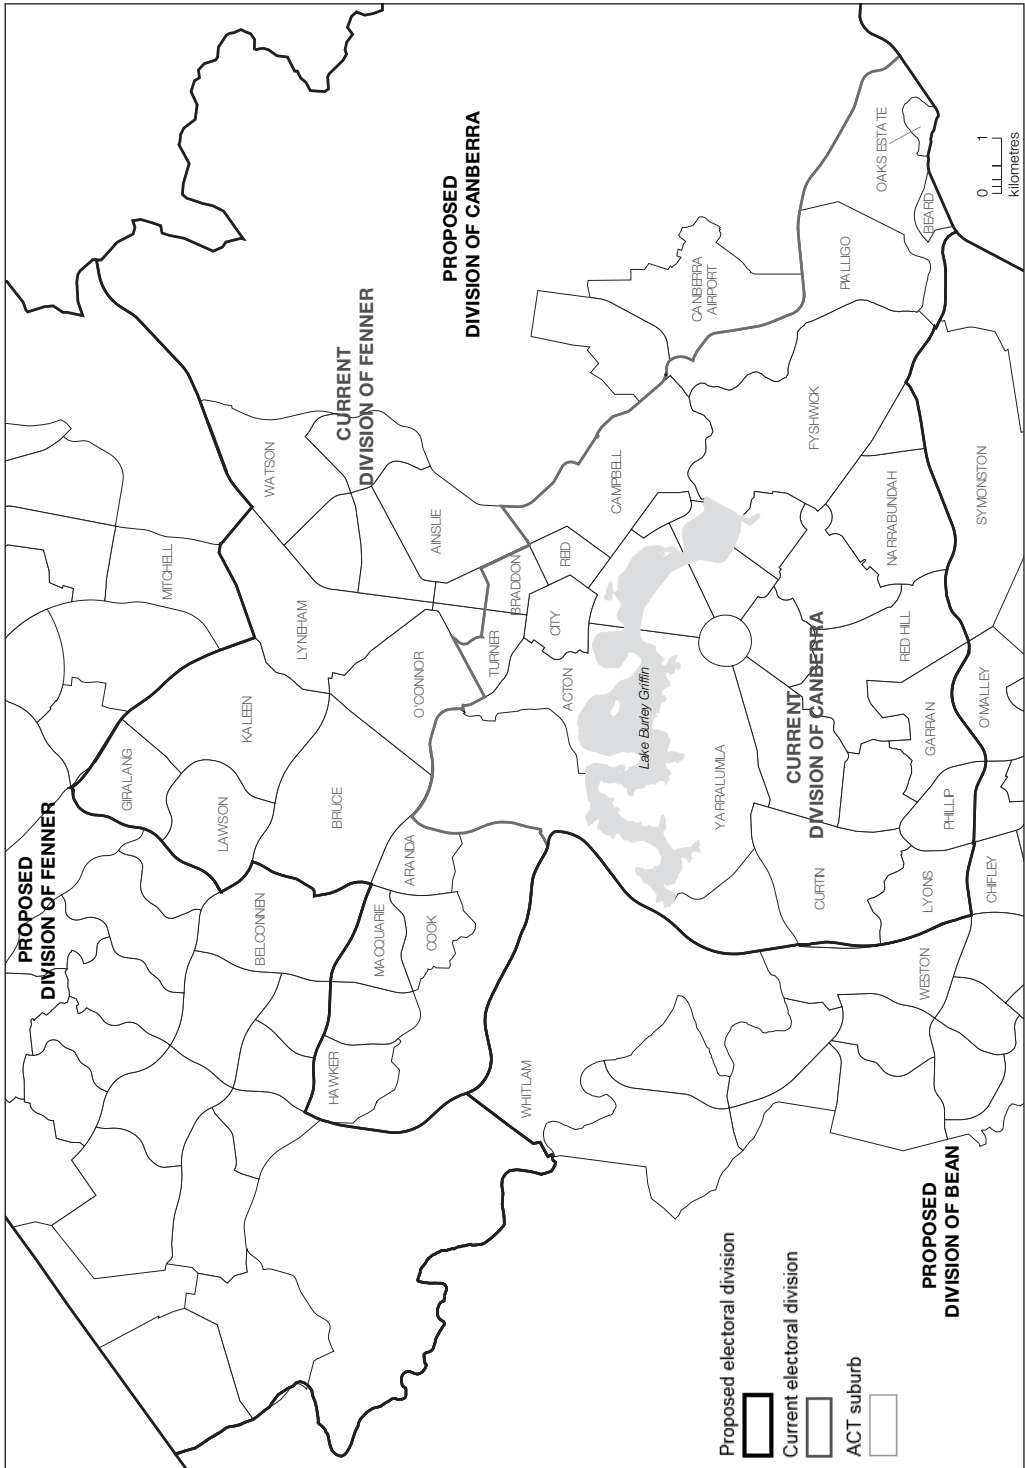 PROPOSED
DIVISION OF FENNER
PROPOSED
DIVISION OF CANBERRA
CURRENT
DIVISION OF FENNER
CURRENT
DIVISION OF CANBERRA
PROPOSED
DIVISION OF BEAN
MITCHELL
WATSON
GIRALANG
KALEEN
LYNEHAM
LAWSON
BELCONNEN
BRUCE
O'CONNOR
AINSLIE
HAWKER
MACQUARIE
ARANDA
COOK
TURNER
BRADDON
REID
CITY
ACTON
CAMPBELL
CANBERRA
AIRPORT
WHITLAM
Lake Burley Griffin
YARRALUMLA
CURTIN
FYSHWICK
PIALLIGO
OAKS ESTATE
BEARD
NARRABUNDAH
RED HILL
GARRAN
PHILLIP
LYONS
WESTON
CHIFLEY
O'MALLEY
SYMONSTON
0 1
kilometres
Proposed electoral division
Current electoral division
ACT suburb